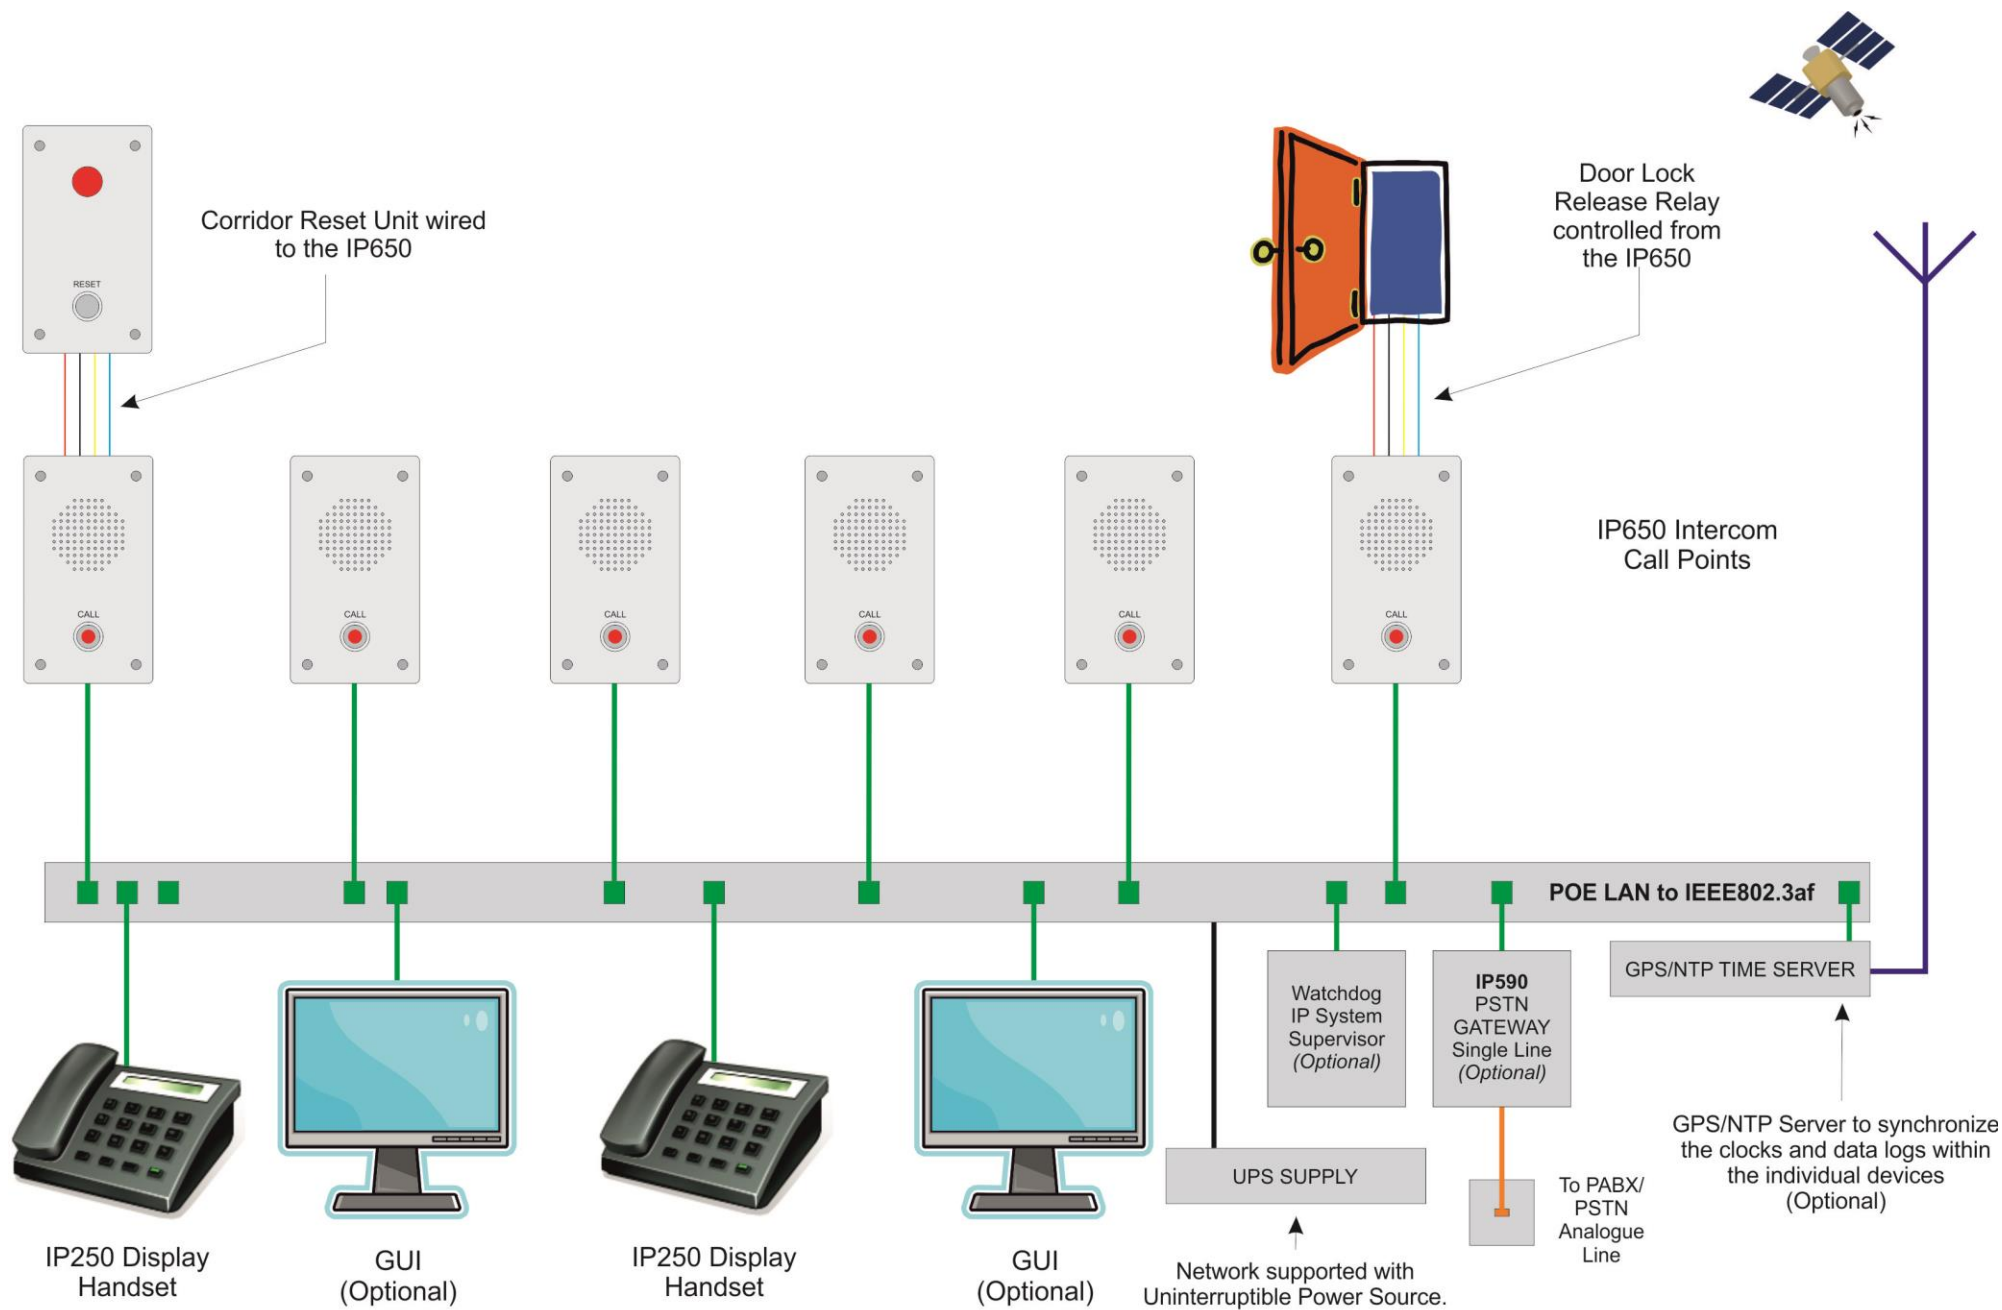 Corridor Reset Unit wired
to the IP650
Door Lock
Release Relay
controlled from
the IP650
RESET
IP650 Intercom
Call Points
CALL
CALL
CALL
CALL
CALL
CALL
POE LAN to IEEE802.3af
Watchdog
IP System
Supervisor
(Optional)
IP590
PSTN
GATEWAY
Single Line
(Optional)
GPS/NTP TIME SERVER
GPS/NTP Server to synchronize
the clocks and data logs within
the individual devices
(Optional)
UPS SUPPLY
To PABX/
PSTN
Analogue
Line
IP250 Display
Handset
GUI
(Optional)
IP250 Display
Handset
GUI
(Optional)
Network supported with
Uninterruptible Power Source.